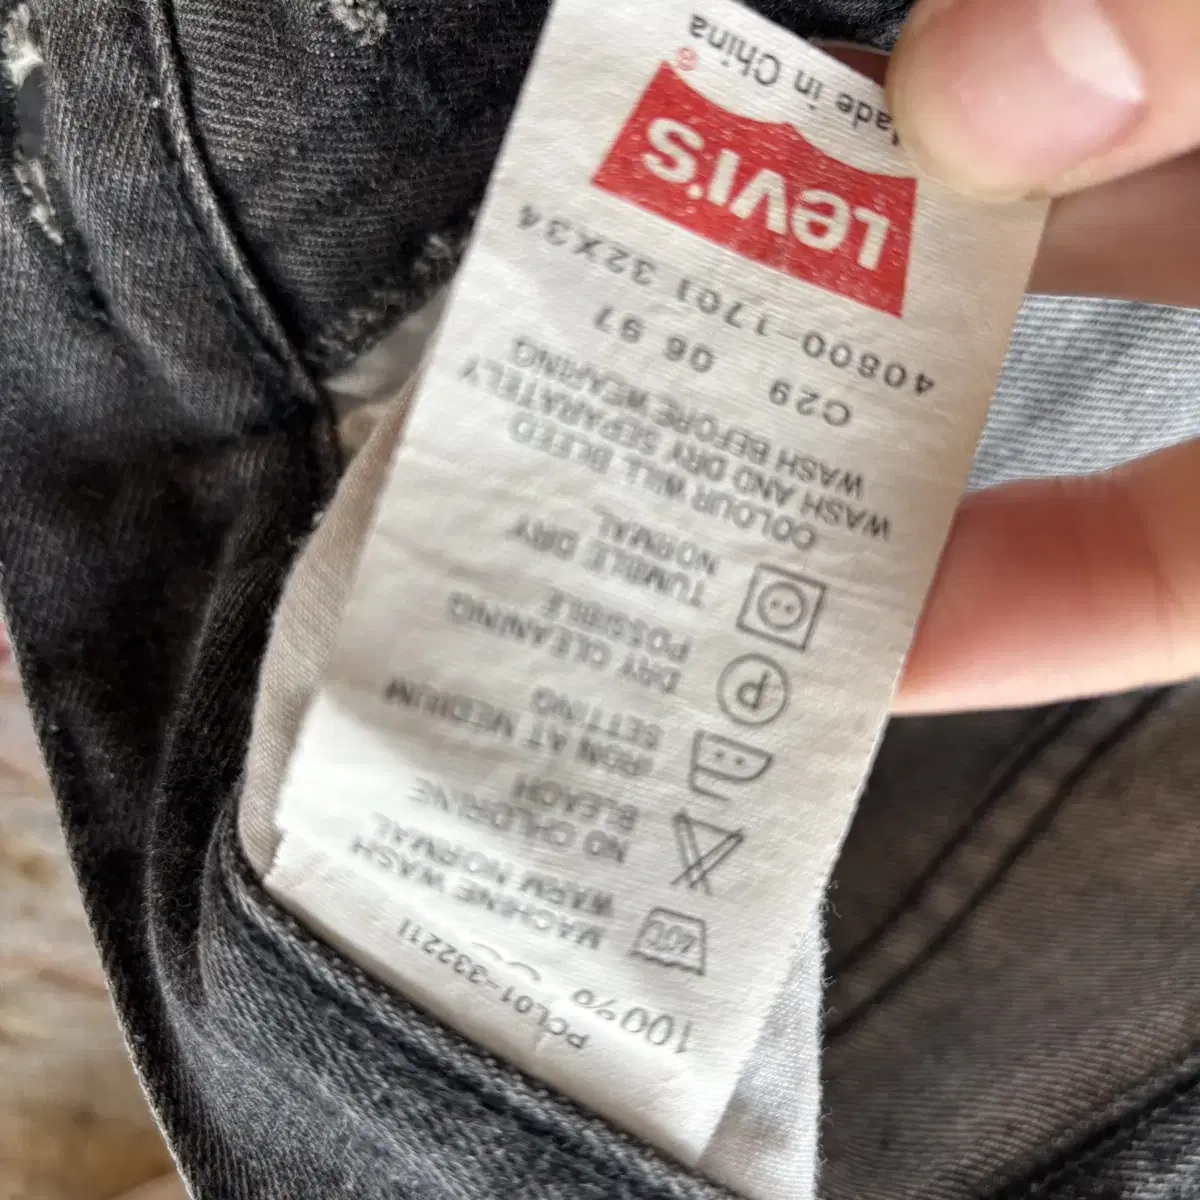 Made in China
LEVI'S®
40800-1701 32X34
C29 06 97
WASH BEFORE WEARING
WASH AND DRY SEPARATELY
COLOUR WILL BLEED
TUMBLE DRY
NORMAL
DRY CLEANING
POSSIBLE
P
IRON AT MEDIUM
SETTING
NO CHLORINE
BLEACH
MACHINE WASH
WARM NORMAL
40C
100%
PCL01-332211